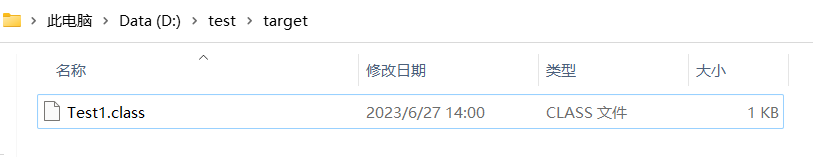 此电脑 > Data (D:) > test > target
名称 修改日期 类型 大小
Test1.class 2023/6/27 14:00 CLASS 文件 1 KB